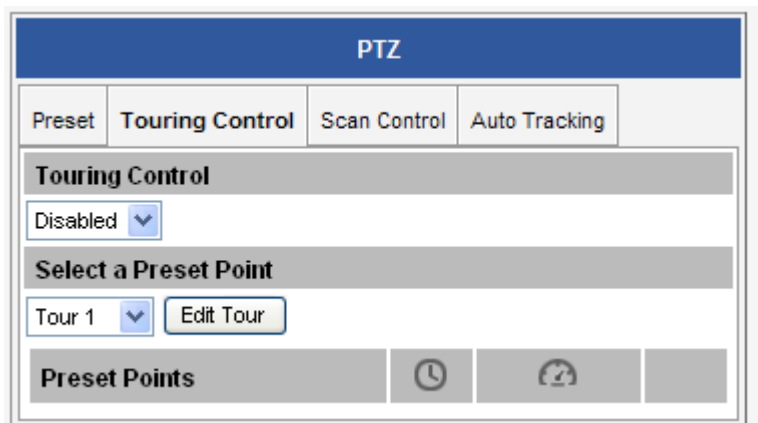 PTZ
Preset Touring Control Scan Control Auto Tracking
Touring Control
Disabled
Select a Preset Point
Tour 1 Edit Tour
Preset Points